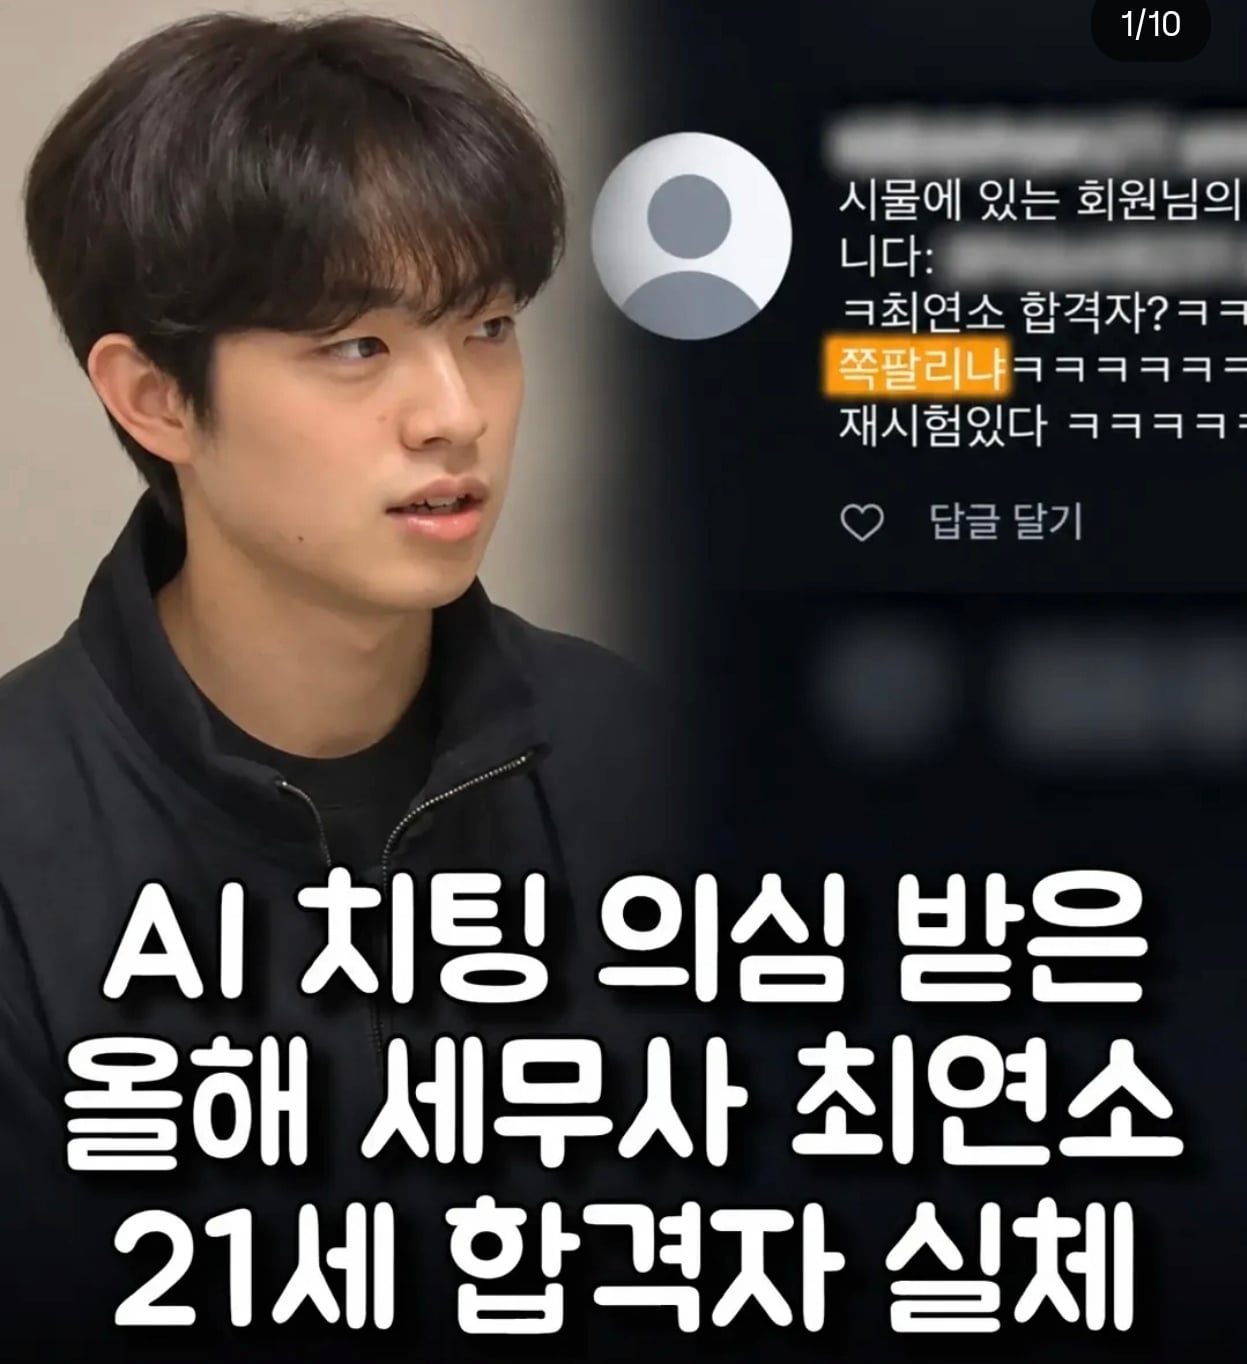 1/10
시물에 있는 회원님의
니다:
ㅋ최연소 합격자?ㅋㅋ
쪽팔리냐ㅋㅋㅋㅋㅋㅋ
재시험있다 ㅋㅋㅋㅋㅋ
답글 달기
AI 치팅 의심 받은
올해 세무사 최연소
21세 합격자 실체